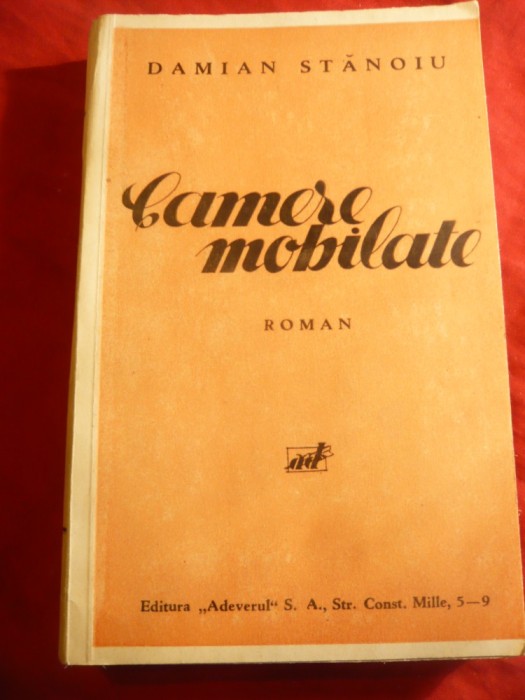 DAMIAN STĂNOIU
Camere
mobilate
ROMAN
Editura „Adeverul“ S. A., Str. Const. Mille, 5—9